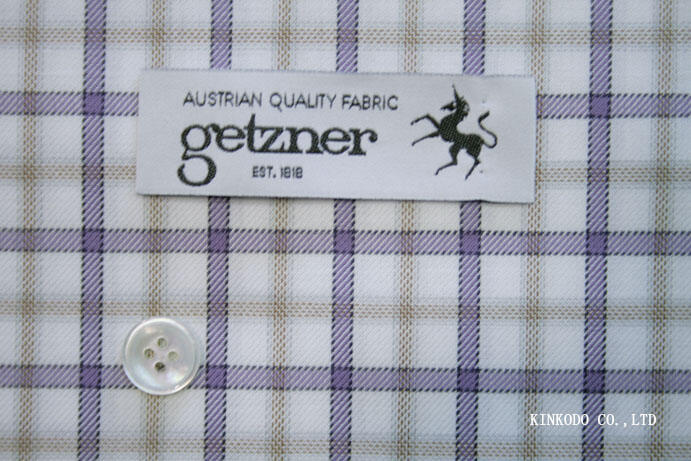 AUSTRIAN QUALITY FABRIC
getzner
EST. 1818
KINKODO CO.,LTD